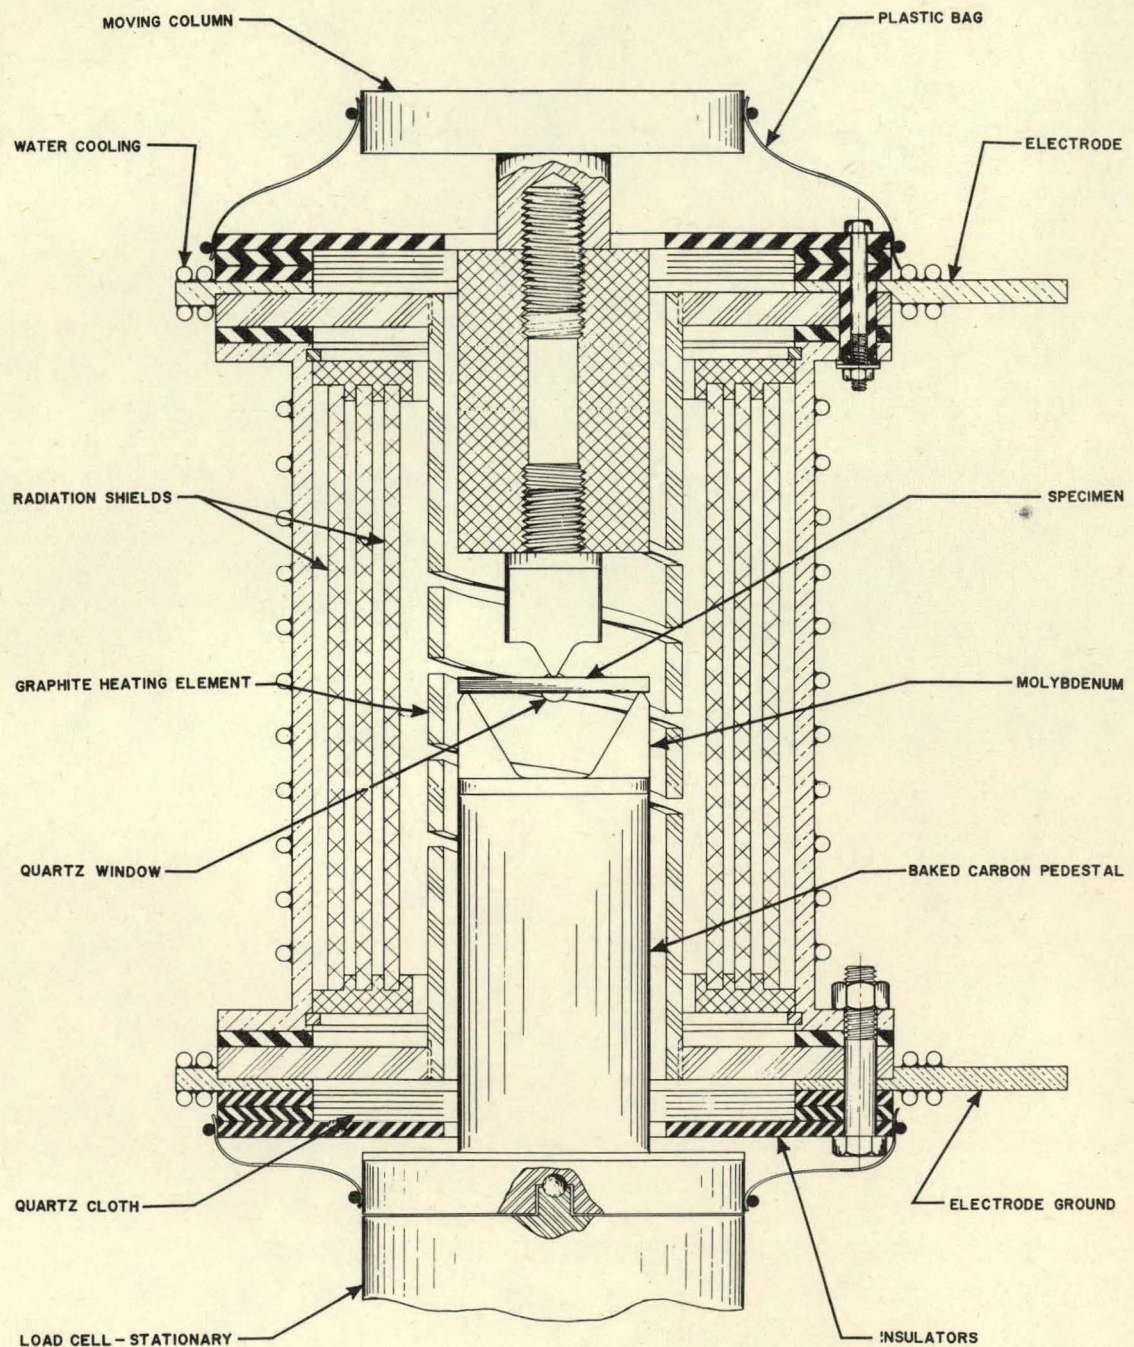 MOVING COLUMN
PLASTIC BAG
WATER COOLING
ELECTRODE
RADIATION SHIELDS
SPECIMEN
GRAPHITE HEATING ELEMENT
MOLYBDENUM
QUARTZ WINDOW
BAKED CARBON PEDESTAL
QUARTZ CLOTH
ELECTRODE GROUND
LOAD CELL – STATIONARY
INSULATORS